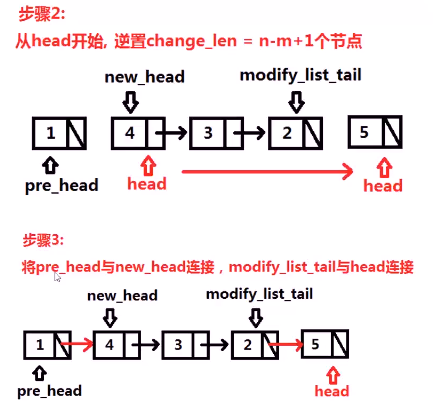 步骤2:
从head开始, 逆置change_len = n-m+1个节点
new_head
modify_list_tail
1
4
3
2
5
pre_head
head
head
步骤3:
将pre_head与new_head连接，modify_list_tail与head连接
new_head
modify_list_tail
1
4
3
2
5
pre_head
head